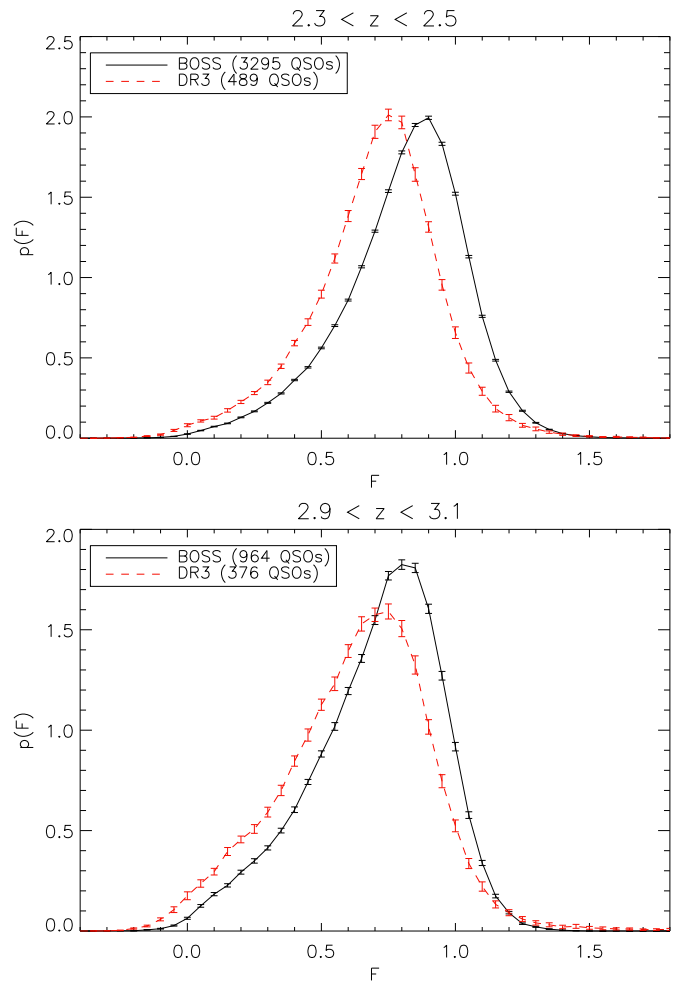 2.3 < z < 2.5
2.5
2.0
1.5
1.0
0.5
0.0
p(F)
BOSS (3295 QSOs)
DR3 (489 QSOs)
0.0 0.5 1.0 1.5
F
2.9 < z < 3.1
2.0
1.5
1.0
0.5
0.0
p(F)
BOSS (964 QSOs)
DR3 (376 QSOs)
0.0 0.5 1.0 1.5
F